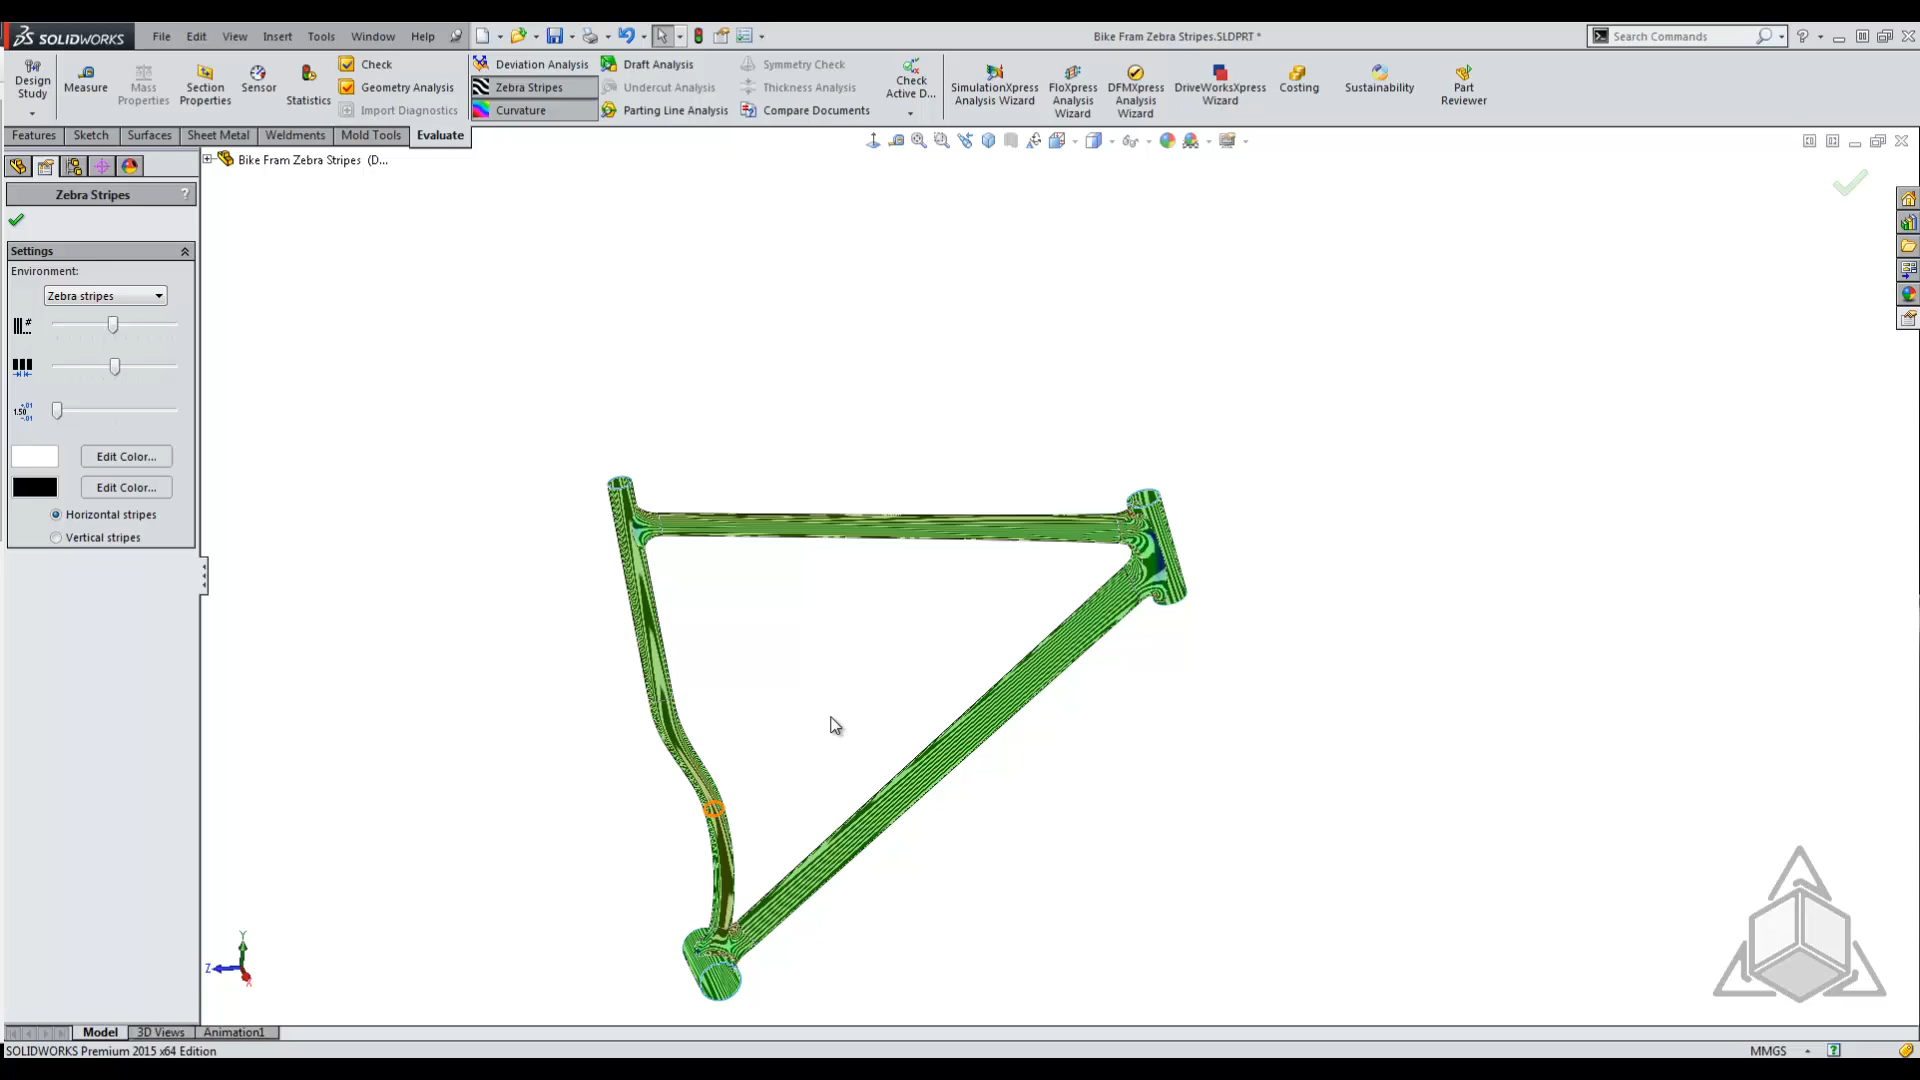 SOLIDWORKS File Edit View Insert Tools Window Help Bike Fram Zebra Stripes.SLDPRT * Search Commands ?
Design Study
Measure
Mass Properties
Section Properties
Sensor
Statistics
Check
Geometry Analysis
Import Diagnostics
Deviation Analysis
Zebra Stripes
Curvature
Draft Analysis
Undercut Analysis
Parting Line Analysis
Symmetry Check
Thickness Analysis
Compare Documents
Check Active D...
SimulationXpress Analysis Wizard
FloXpress Analysis Wizard
DFMXpress Analysis Wizard
DriveWorksXpress Wizard
Costing
Sustainability
Part Reviewer
Features Sketch Surfaces Sheet Metal Weldments Mold Tools Evaluate
Bike Fram Zebra Stripes (D...
Zebra Stripes ?
Settings
Environment:
Zebra stripes
Edit Color...
Edit Color...
Horizontal stripes
Vertical stripes
Y
Z
X
Model 3D Views Animation1
SOLIDWORKS Premium 2015 x64 Edition MMGS ?